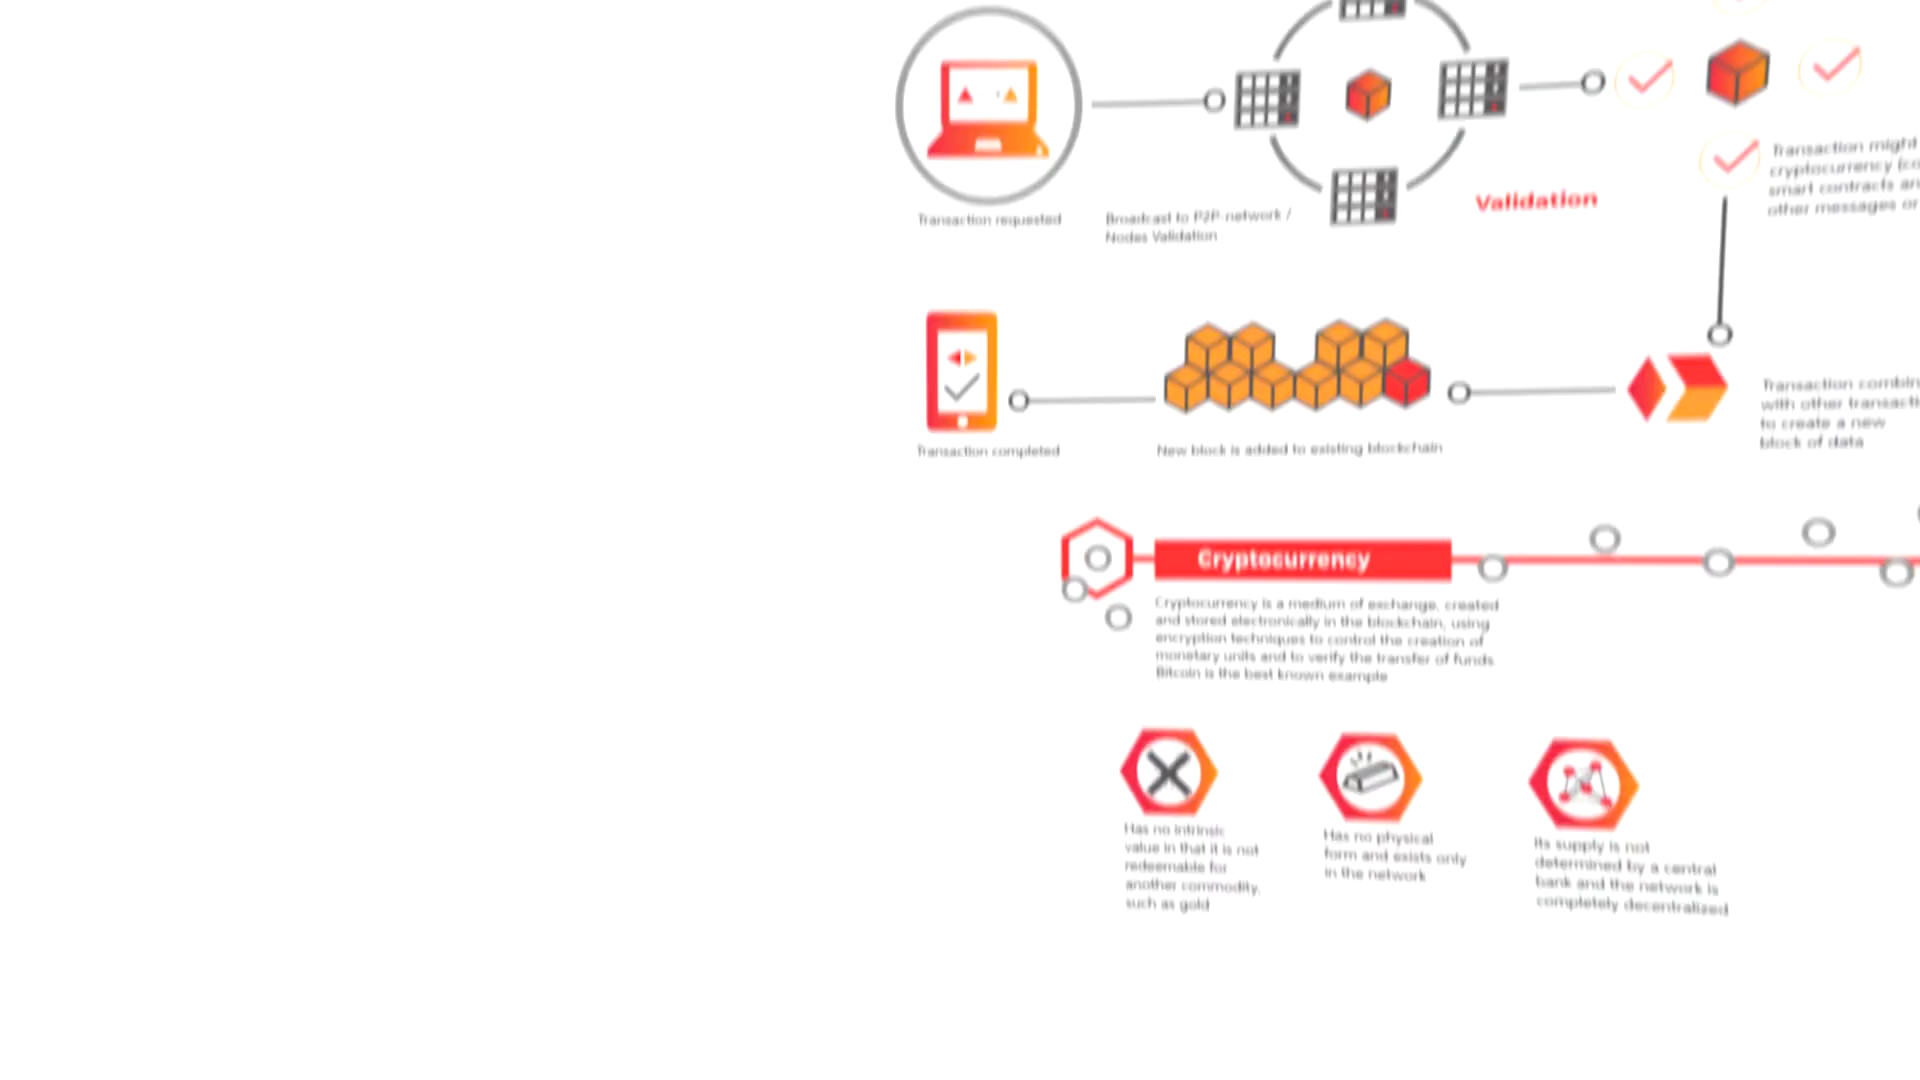 Transaction might
cryptocurrency
smart contracts
other messages or
Validation
Transaction requested
Broadcast to P2P network /
Nodes Validation
Transaction completed
New block is added to existing blockchain
Transaction
with other
to create a new
block of data
Cryptocurrency
Cryptocurrency is a medium of exchange, created
and stored electronically in the blockchain, using
encryption techniques to control the creation of
monetary units and to verify the transfer of funds.
Bitcoin is the best known example
Has no intrinsic
value in that it is not
redeemable for
another commodity,
such as gold
Has no physical
form and exists only
in the network
Its supply is not
determined by a central
bank and the network is
completely decentralized